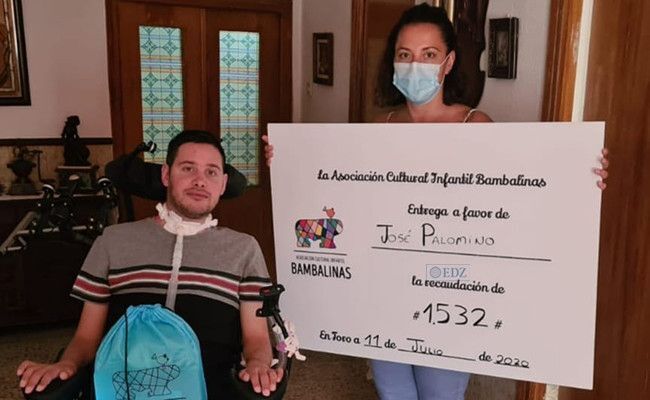 La Asociación Cultural Infantil Bambalinas
Entrega a favor de
José Palomino
EDZ
la recaudación de
#1.532#
En Toro a 11 de Julio de 2020
ASOCIACIÓN CULTURAL INFANTIL
BAMBALINAS